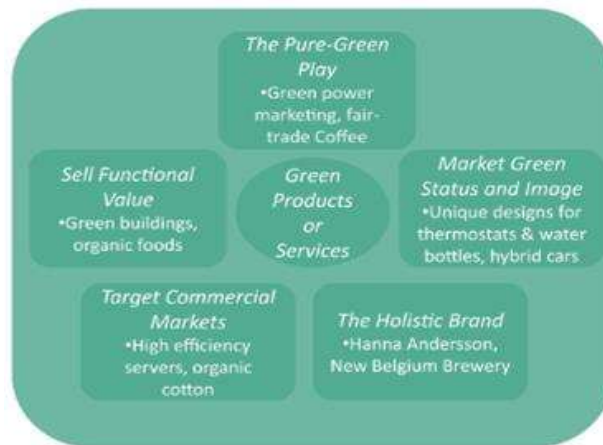 The Pure-Green
Play
•Green power
marketing, fair-
trade Coffee
Sell Functional
Value
•Green buildings,
organic foods
Green
Products
or
Services
Market Green
Status and Image
•Unique designs for
thermostats & water
bottles, hybrid cars
Target Commercial
Markets
•High efficiency
servers, organic
cotton
The Holistic Brand
•Hanna Andersson,
New Belgium Brewery